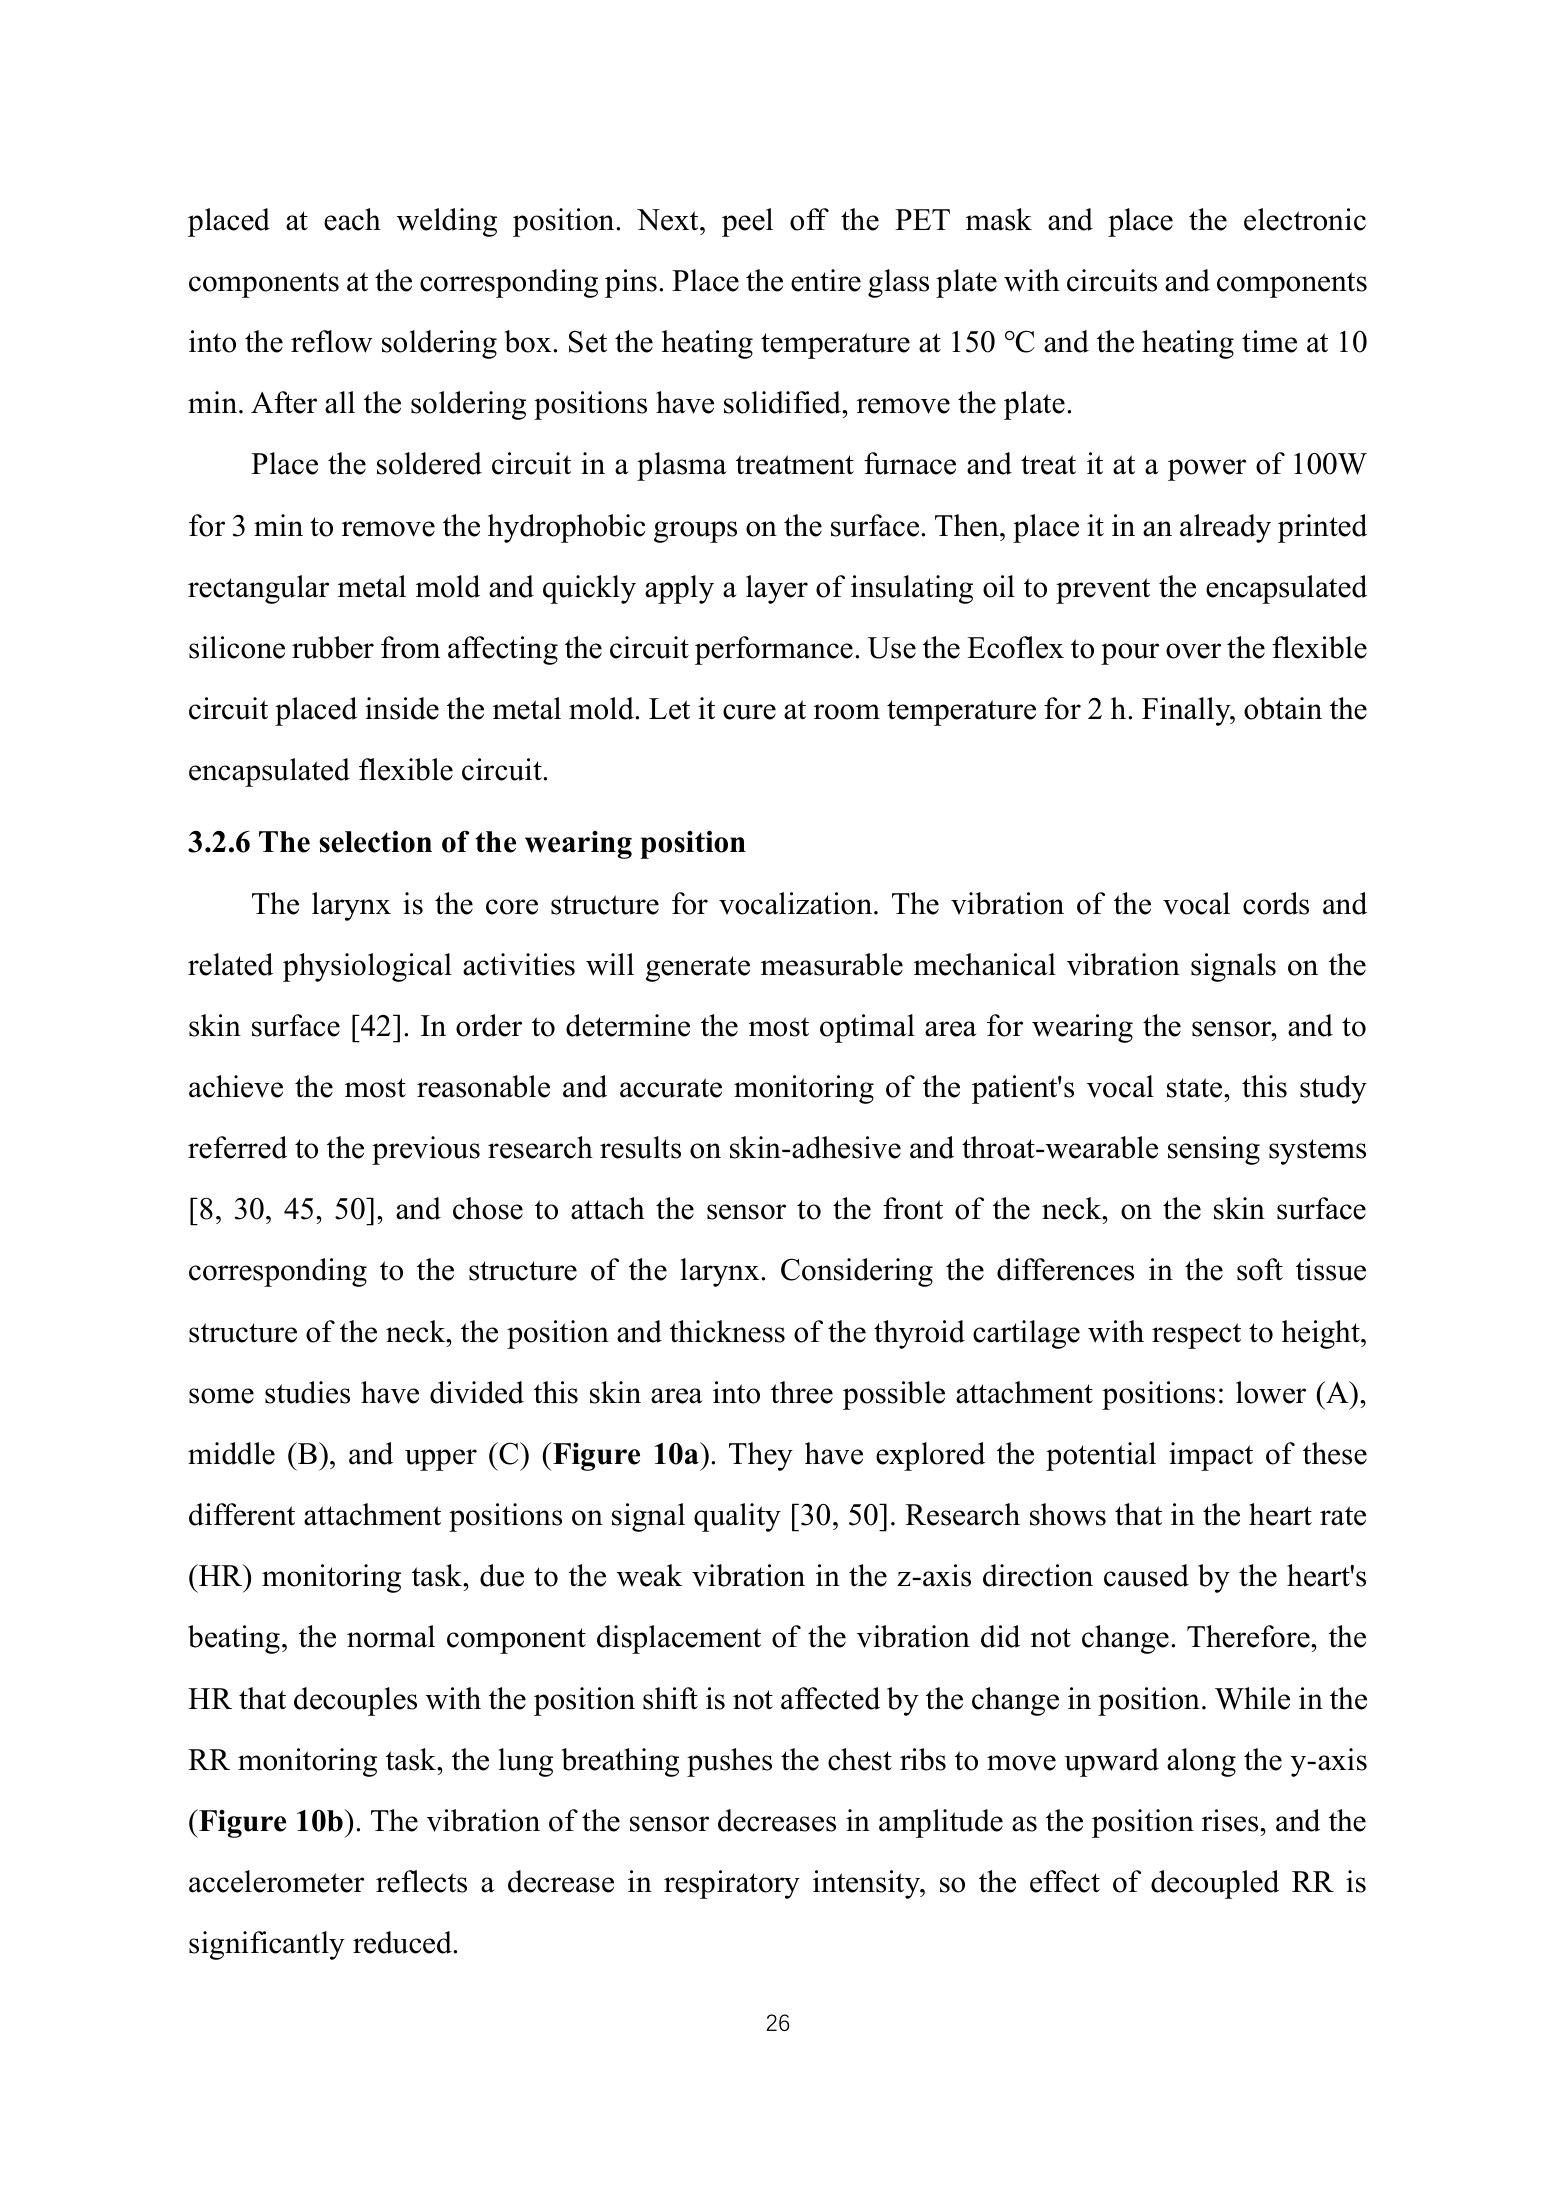 placed at each welding position. Next, peel off the PET mask and place the electronic
components at the corresponding pins. Place the entire glass plate with circuits and components
into the reflow soldering box. Set the heating temperature at 150 ℃ and the heating time at 10
min. After all the soldering positions have solidified, remove the plate.
Place the soldered circuit in a plasma treatment furnace and treat it at a power of 100W
for 3 min to remove the hydrophobic groups on the surface. Then, place it in an already printed
rectangular metal mold and quickly apply a layer of insulating oil to prevent the encapsulated
silicone rubber from affecting the circuit performance. Use the Ecoflex to pour over the flexible
circuit placed inside the metal mold. Let it cure at room temperature for 2 h. Finally, obtain the
encapsulated flexible circuit.
3.2.6 The selection of the wearing position
The larynx is the core structure for vocalization. The vibration of the vocal cords and
related physiological activities will generate measurable mechanical vibration signals on the
skin surface [42]. In order to determine the most optimal area for wearing the sensor, and to
achieve the most reasonable and accurate monitoring of the patient's vocal state, this study
referred to the previous research results on skin-adhesive and throat-wearable sensing systems
[8, 30, 45, 50], and chose to attach the sensor to the front of the neck, on the skin surface
corresponding to the structure of the larynx. Considering the differences in the soft tissue
structure of the neck, the position and thickness of the thyroid cartilage with respect to height,
some studies have divided this skin area into three possible attachment positions: lower (A),
middle (B), and upper (C) (Figure 10a). They have explored the potential impact of these
different attachment positions on signal quality [30, 50]. Research shows that in the heart rate
(HR) monitoring task, due to the weak vibration in the z-axis direction caused by the heart's
beating, the normal component displacement of the vibration did not change. Therefore, the
HR that decouples with the position shift is not affected by the change in position. While in the
RR monitoring task, the lung breathing pushes the chest ribs to move upward along the y-axis
(Figure 10b). The vibration of the sensor decreases in amplitude as the position rises, and the
accelerometer reflects a decrease in respiratory intensity, so the effect of decoupled RR is
significantly reduced.
26